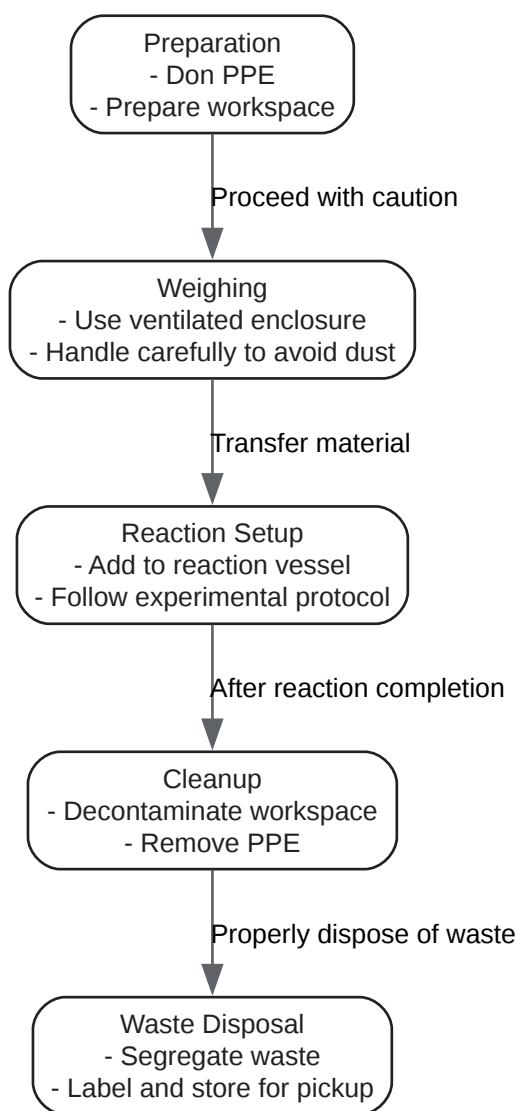 Preparation
- Don PPE
- Prepare workspace
Proceed with caution
Weighing
- Use ventilated enclosure
- Handle carefully to avoid dust
Transfer material
Reaction Setup
- Add to reaction vessel
- Follow experimental protocol
After reaction completion
Cleanup
- Decontaminate workspace
- Remove PPE
Properly dispose of waste
Waste Disposal
- Segregate waste
- Label and store for pickup